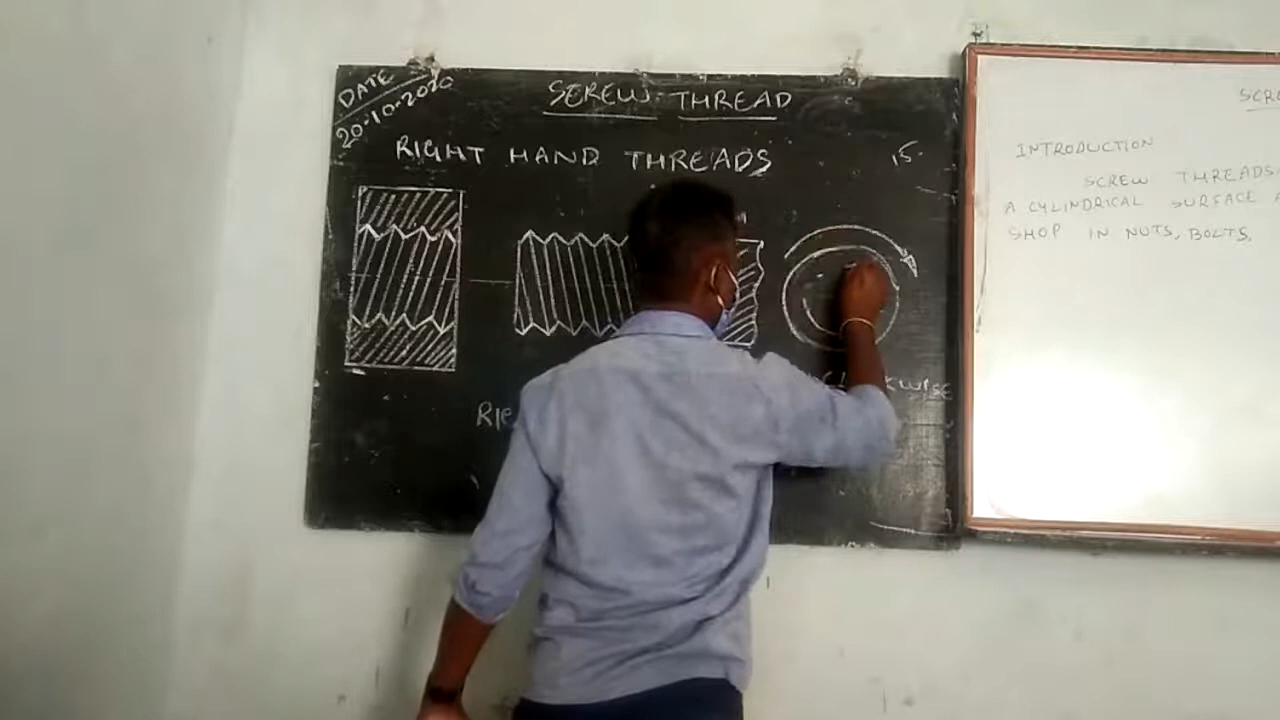 DATE
20.10.2020
SCREW THREAD
RIGHT HAND THREADS
15.
INTRODUCTION
SCREW THREADS
A CYLINDRICAL SURFACE
SHOP IN NUTS, BOLTS,